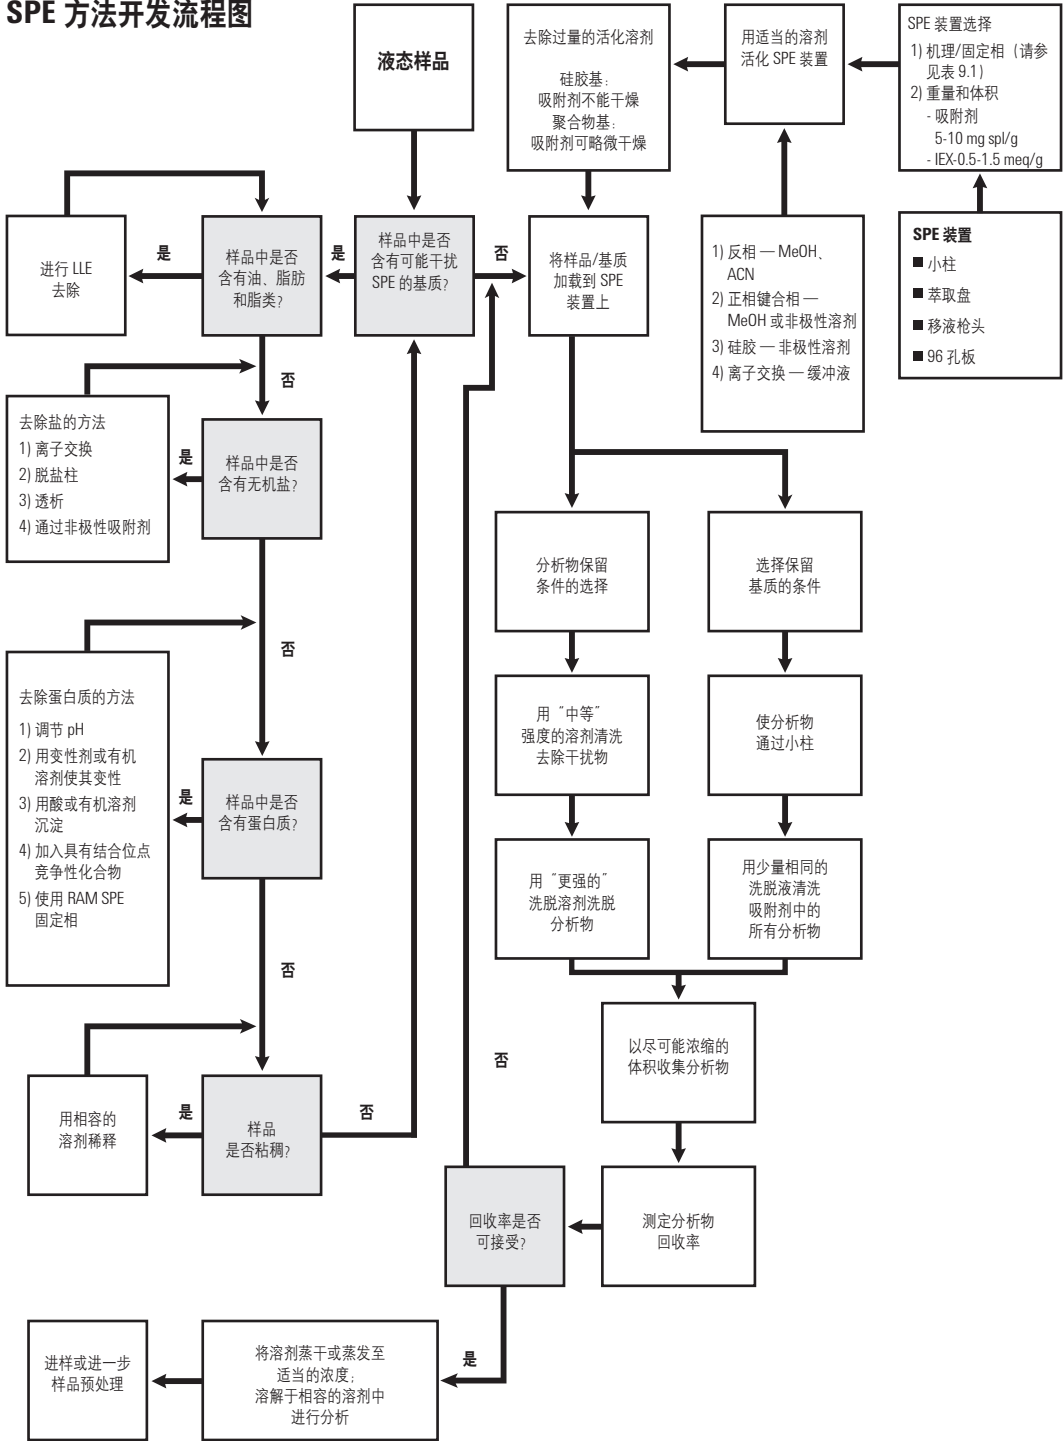 SPE 方法开发流程图
液态样品
去除过量的活化溶剂
硅胶基：
吸附剂不能干燥
聚合物基：
吸附剂可略微干燥
用适当的溶剂
活化 SPE 装置
SPE 装置选择
1) 机理/固定相（请参
见表 9.1）
2) 重量和体积
- 吸附剂
5-10 mg spl/g
- IEX-0.5-1.5 meq/g
进行 LLE
去除
是
样品中是否
含有油、脂肪
和脂类？
是
样品中是否
含有可能干扰
SPE 的基质？
否
将样品/基质
加载到 SPE
装置上
1) 反相 — MeOH、
ACN
2) 正相键合相 —
MeOH 或非极性溶剂
3) 硅胶 — 非极性溶剂
4) 离子交换 — 缓冲液
SPE 装置
■ 小柱
■ 萃取盘
■ 移液枪头
■ 96 孔板
否
去除盐的方法
1) 离子交换
2) 脱盐柱
3) 透析
4) 通过非极性吸附剂
是
样品中是否
含有无机盐？
分析物保留
条件的选择
选择保留
基质的条件
否
去除蛋白质的方法
1) 调节 pH
2) 用变性剂或有机
溶剂使其变性
3) 用酸或有机溶剂
沉淀
4) 加入具有结合位点
竞争性化合物
5) 使用 RAM SPE
固定相
是
样品中是否
含有蛋白质？
用“中等”
强度的溶剂清洗
去除干扰物
使分析物
通过小柱
用“更强的”
洗脱溶剂洗脱
分析物
用少量相同的
洗脱液清洗
吸附剂中的
所有分析物
否
以尽可能浓缩的
体积收集分析物
否
用相容的
溶剂稀释
是
样品
是否粘稠？
否
回收率是否
可接受？
测定分析物
回收率
进样或进一步
样品预处理
将溶剂蒸干或蒸发至
适当的浓度；
溶解于相容的溶剂中
进行分析
是